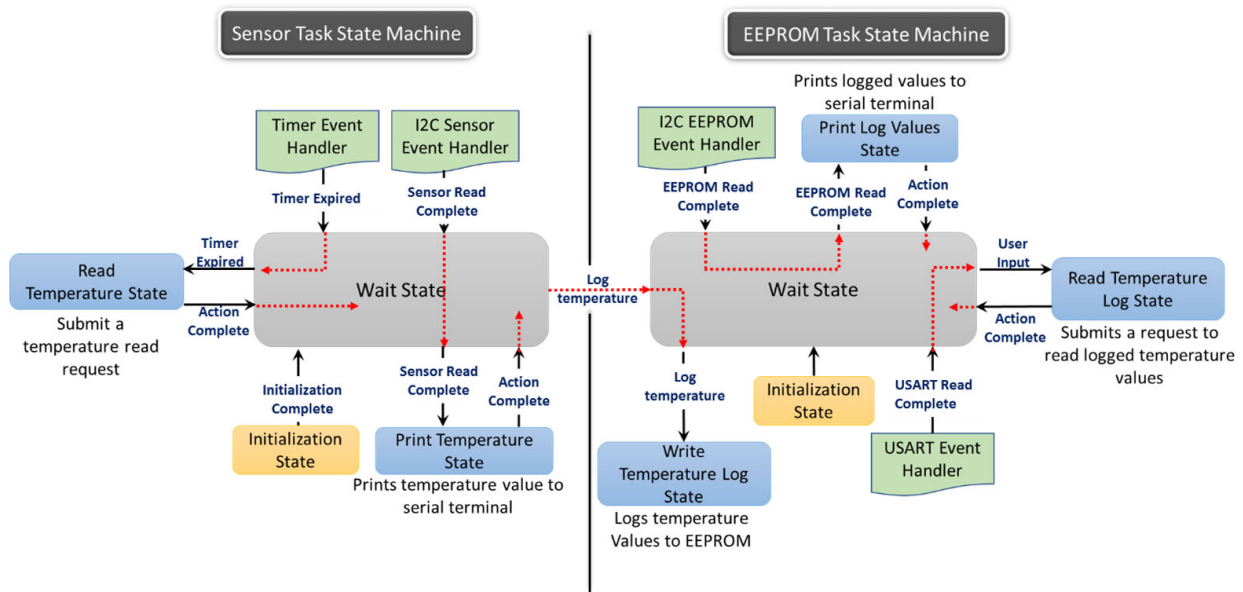 Sensor Task State Machine
EEPROM Task State Machine
Timer Event
Handler
I2C Sensor
Event Handler
Timer Expired
Sensor Read
Complete
Timer
Expired
Read
Temperature State
Action
Complete
Submit a
temperature read
request
Wait State
Initialization
Complete
Initialization
State
Sensor Read
Complete
Action
Complete
Print Temperature
State
Prints temperature value to
serial terminal
Log
temperature
Prints logged values to
serial terminal
I2C EEPROM
Event Handler
Print Log Values
State
EEPROM Read
Complete
EEPROM Read
Complete
Action
Complete
Wait State
User
Input
Read Temperature
Log State
Action
Complete
Submits a request to
read logged temperature
values
Log
temperature
Initialization
State
USART Read
Complete
Write
Temperature Log
State
USART Event
Handler
Logs temperature
Values to EEPROM